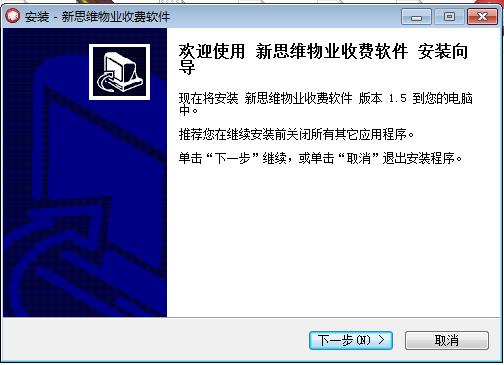 安装 - 新思维物业收费软件
欢迎使用 新思维物业收费软件 安装向
导
现在将安装 新思维物业收费软件 版本 1.5 到您的电脑
中。
推荐您在继续安装前关闭所有其它应用程序。
单击“下一步”继续，或单击“取消”退出安装程序。
下一步(N) >
取消